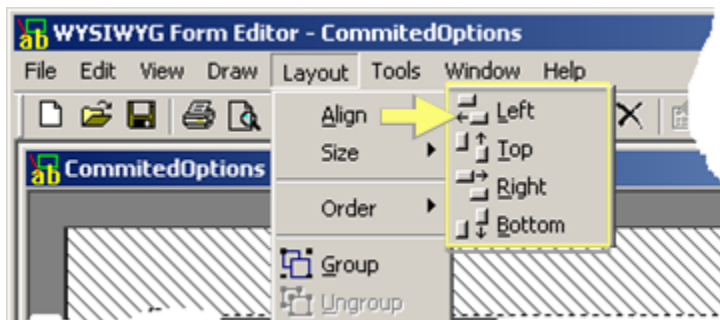 WYSIWYG Form Editor - CommitedOptions
File Edit View Draw Layout Tools Window Help
CommitedOptions
Align
Size
Order
Group
Ungroup
Left
Top
Right
Bottom